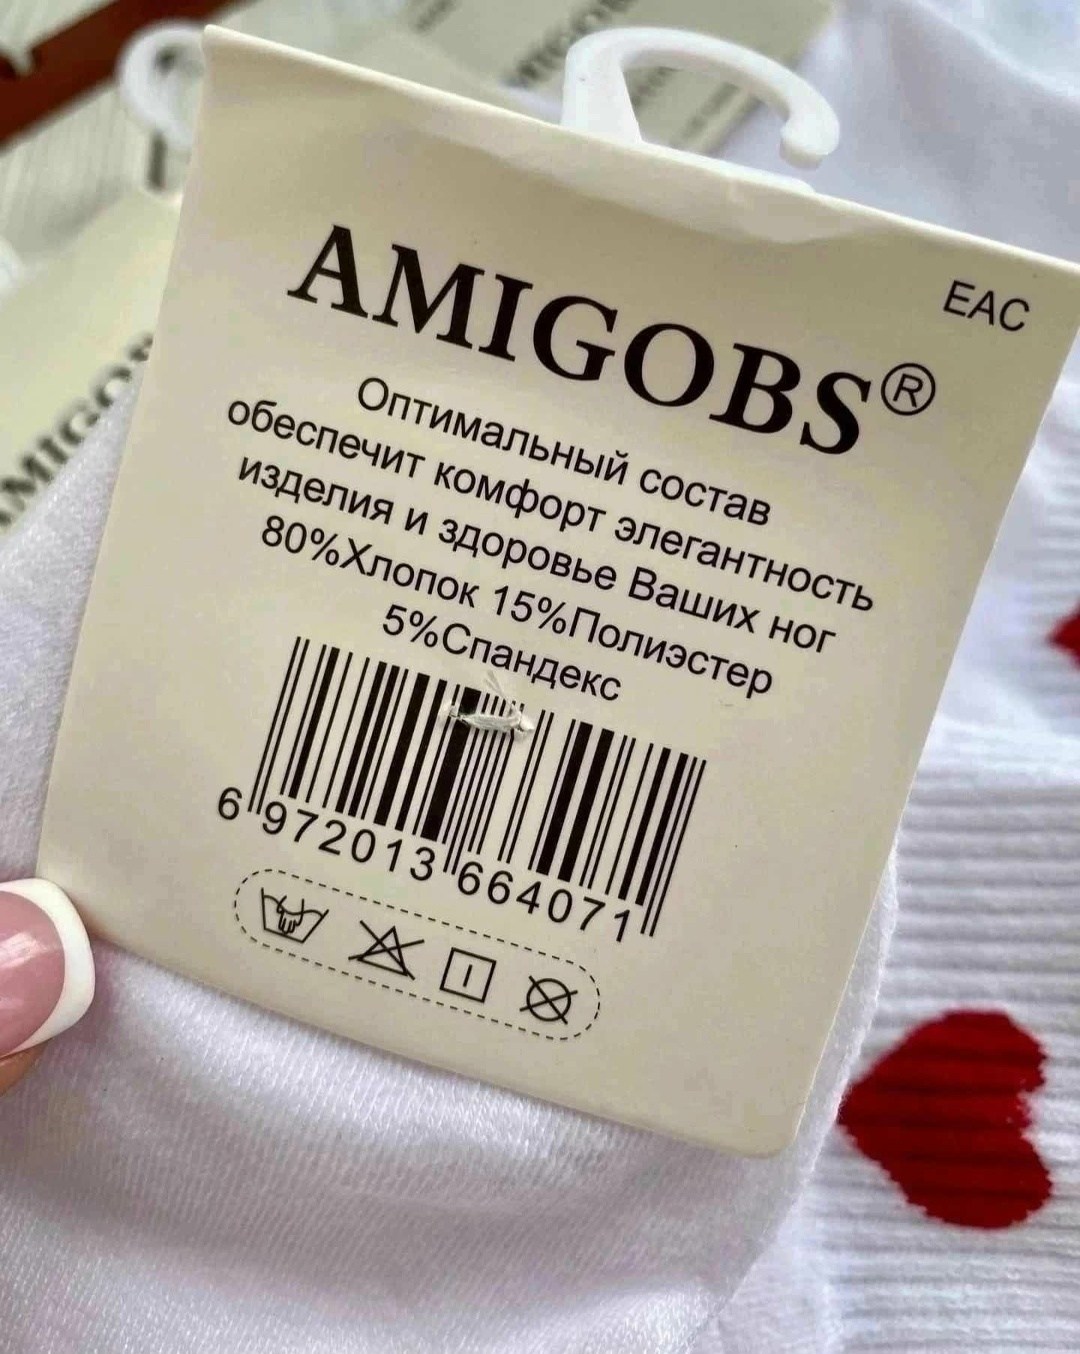 AMIGOBS®
EAC
Оптимальный состав
обеспечит комфорт элегантность
изделия и здоровье Ваших ног
80%Хлопок 15%Полиэстер
5%Спандекс
6 972013 664071